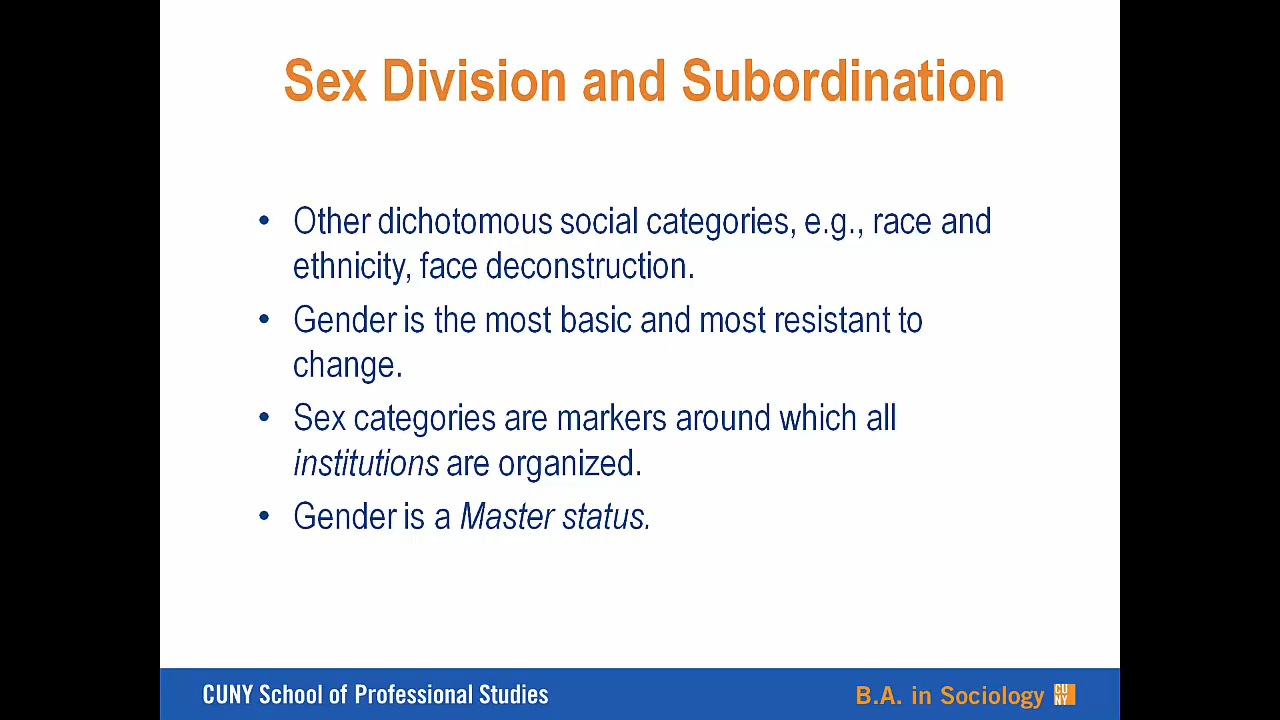 Sex Division and Subordination
• Other dichotomous social categories, e.g., race and
ethnicity, face deconstruction.
• Gender is the most basic and most resistant to
change.
• Sex categories are markers around which all
institutions are organized.
• Gender is a Master status.
CUNY School of Professional Studies
B.A. in Sociology
CU
NY